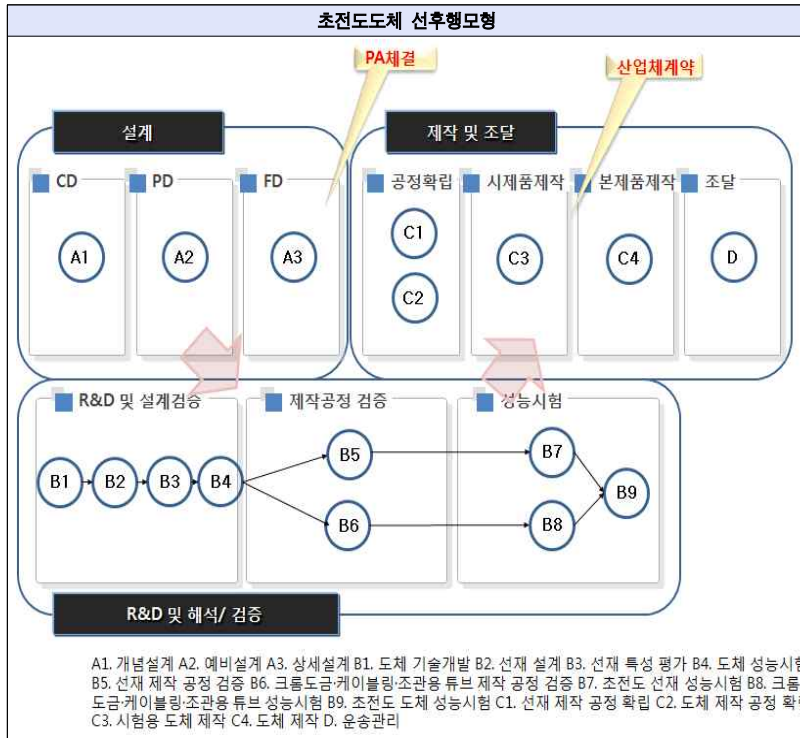 초전도도체 선후행모형
PA체결
산업체계약
설계
제작 및 조달
CD
PD
FD
공정확립
시제품제작
본제품제작
조달
A1
A2
A3
C1
C2
C3
C4
D
R&D 및 설계검증
제작공정 검증
성능시험
B1
B2
B3
B4
B5
B6
B7
B8
B9
R&D 및 해석/ 검증
A1. 개념설계 A2. 예비설계 A3. 상세설계 B1. 도체 기술개발 B2. 선재 설계 B3. 선재 특성 평가 B4. 도체 성능시험
B5. 선재 제작 공정 검증 B6. 크롬도금·케이블링·조관용 튜브 제작 공정 검증 B7. 초전도 선재 성능시험 B8. 크롬
도금·케이블링·조관용 튜브 성능시험 B9. 초전도 도체 성능시험 C1. 선재 제작 공정 확립 C2. 도체 제작 공정 확
C3. 시험용 도체 제작 C4. 도체 제작 D. 운송관리